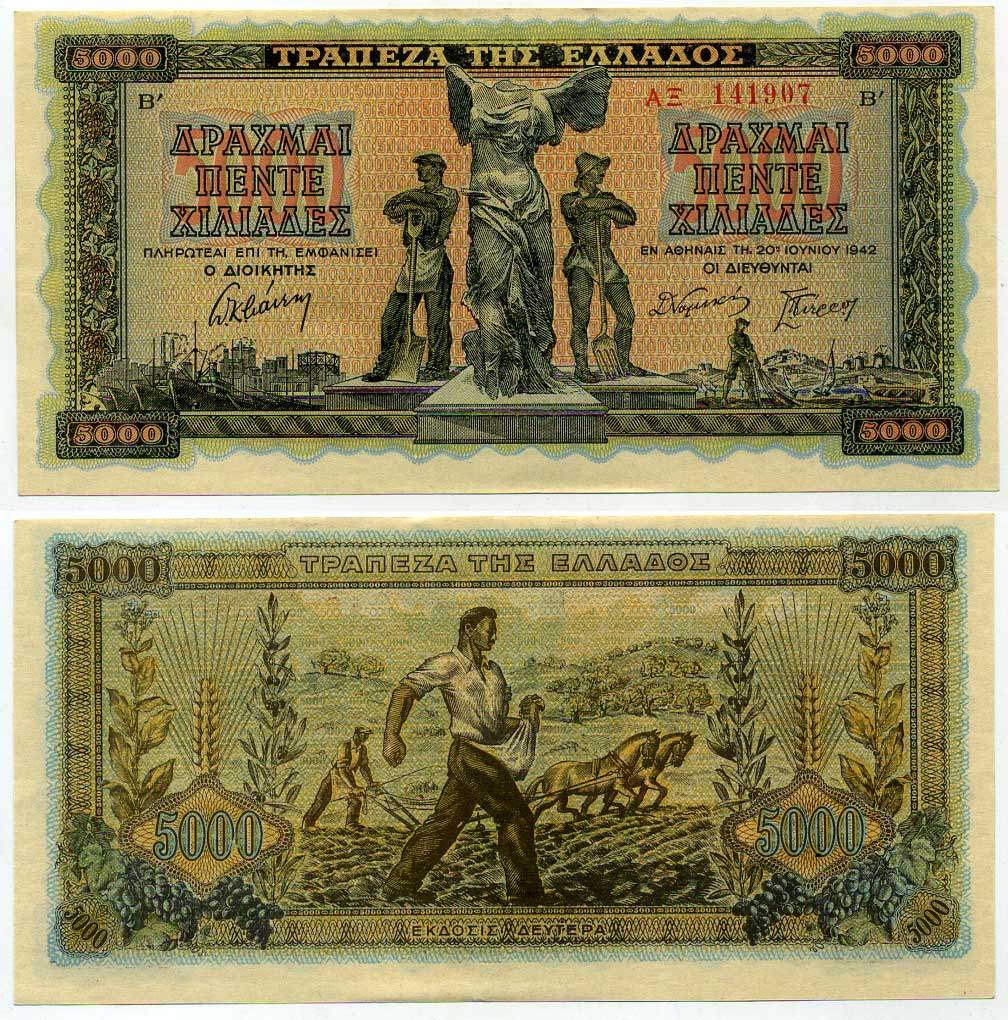 5000 ΤΡΑΠΕΖΑ ΤΗΣ ΕΛΛΑΔΟΣ 5000
Β′ ΑΞ 141907 Β′
ΔΡΑΧΜΑΙ
ΠΕΝΤΕ
ΧΙΛΙΑΔΕΣ
5000
ΠΛΗΡΩΤΕΑΙ ΕΠΙ ΤΗ, ΕΜΦΑΝΙΣΕΙ
Ο ΔΙΟΙΚΗΤΗΣ
ΔΡΑΧΜΑΙ
ΠΕΝΤΕ
ΧΙΛΙΑΔΕΣ
5000
ΕΝ ΑΘΗΝΑΙΣ ΤΗ, 20ῌ ΙΟΥΝΙΟΥ 1942
ΟΙ ΔΙΕΥΘΥΝΤΑΙ
5000 5000
5000 ΤΡΑΠΕΖΑ ΤΗΣ ΕΛΛΑΔΟΣ 5000
5000 5000
5000 ΕΚΔΟΣΙΣ ΔΕΥΤΕΡΑ 5000